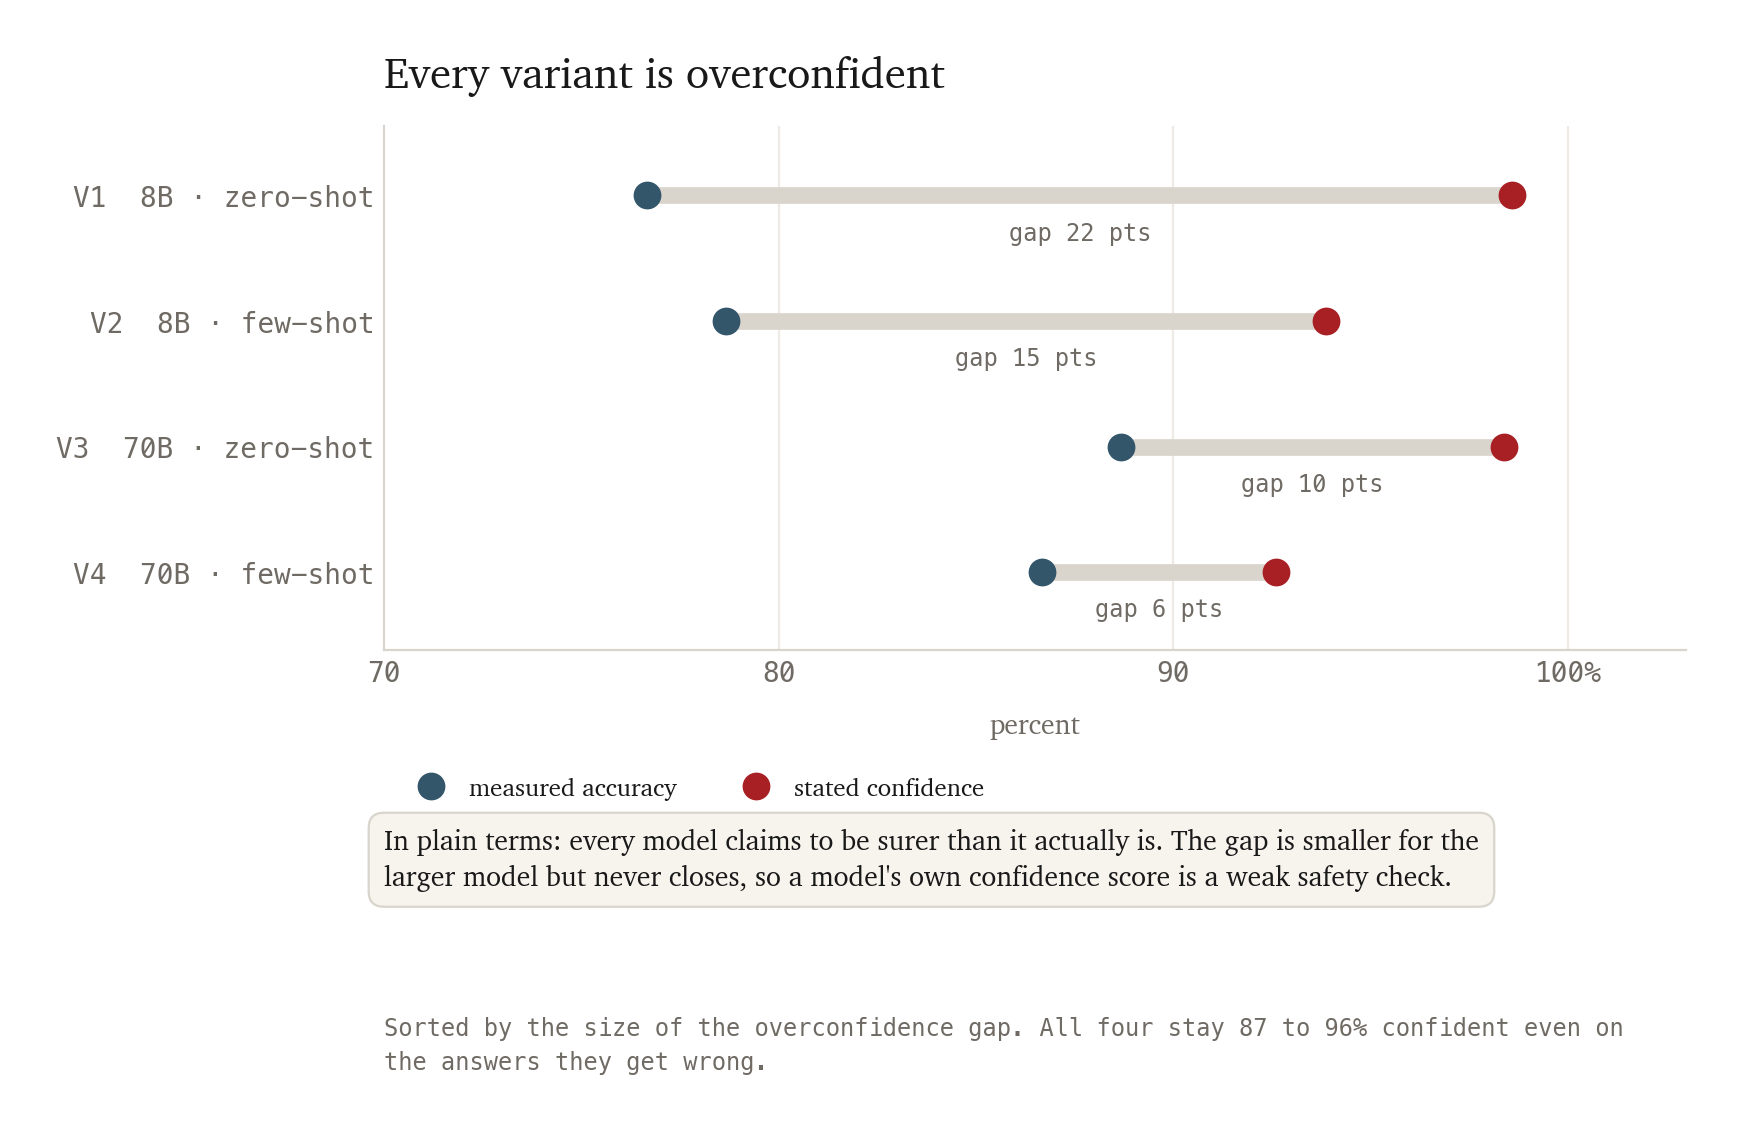 Every variant is overconfident
V1  8B · zero−shot
gap 22 pts
V2  8B · few−shot
gap 15 pts
V3  70B · zero−shot
gap 10 pts
V4  70B · few−shot
gap 6 pts
70 80 90 100%
percent
measured accuracy stated confidence
In plain terms: every model claims to be surer than it actually is. The gap is smaller for the
larger model but never closes, so a model's own confidence score is a weak safety check.
Sorted by the size of the overconfidence gap. All four stay 87 to 96% confident even on
the answers they get wrong.